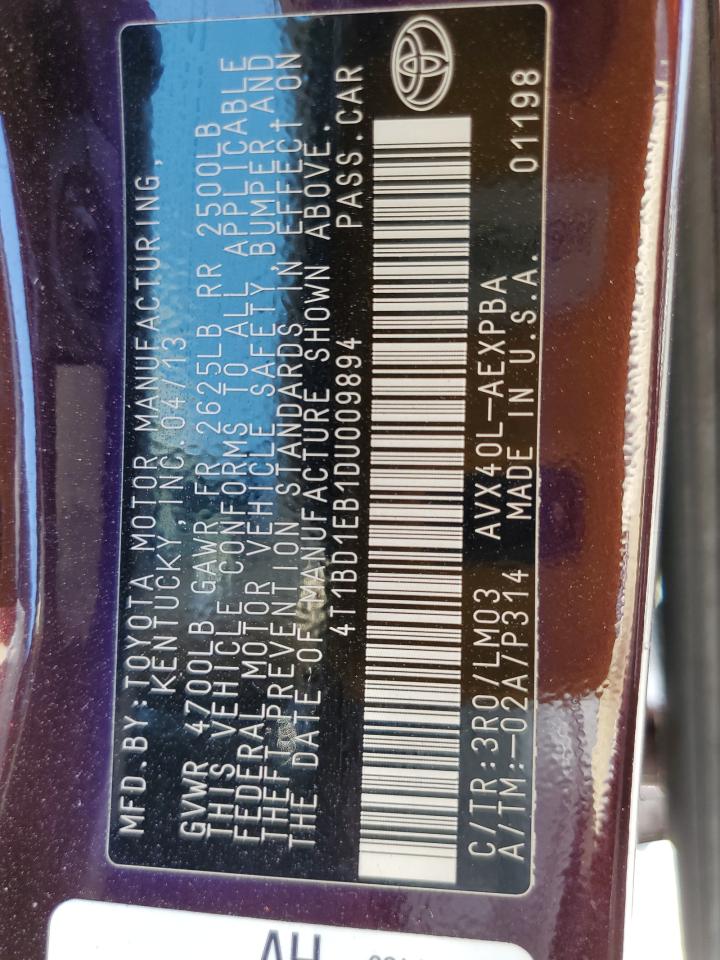 MFD.BY:TOYOTA MOTOR MANUFACTURING,
KENTUCKY, INC. 04/13
GVWR 4700LB GAWR FR 2625LB RR 2500LB
THIS VEHICLE CONFORMS TO ALL APPLICABLE
FEDERAL MOTOR VEHICLE SAFETY, BUMPER, AND
THEFT PREVENTION STANDARDS IN EFFECT ON
THE DATE OF MANUFACTURE SHOWN ABOVE.
4T1BD1EB1DU009894 PASS.CAR
C/TR:3R0/LM03 AVX40L-AEXPBA
A/TM:-02A/P314 MADE IN U.S.A. 01198
AH